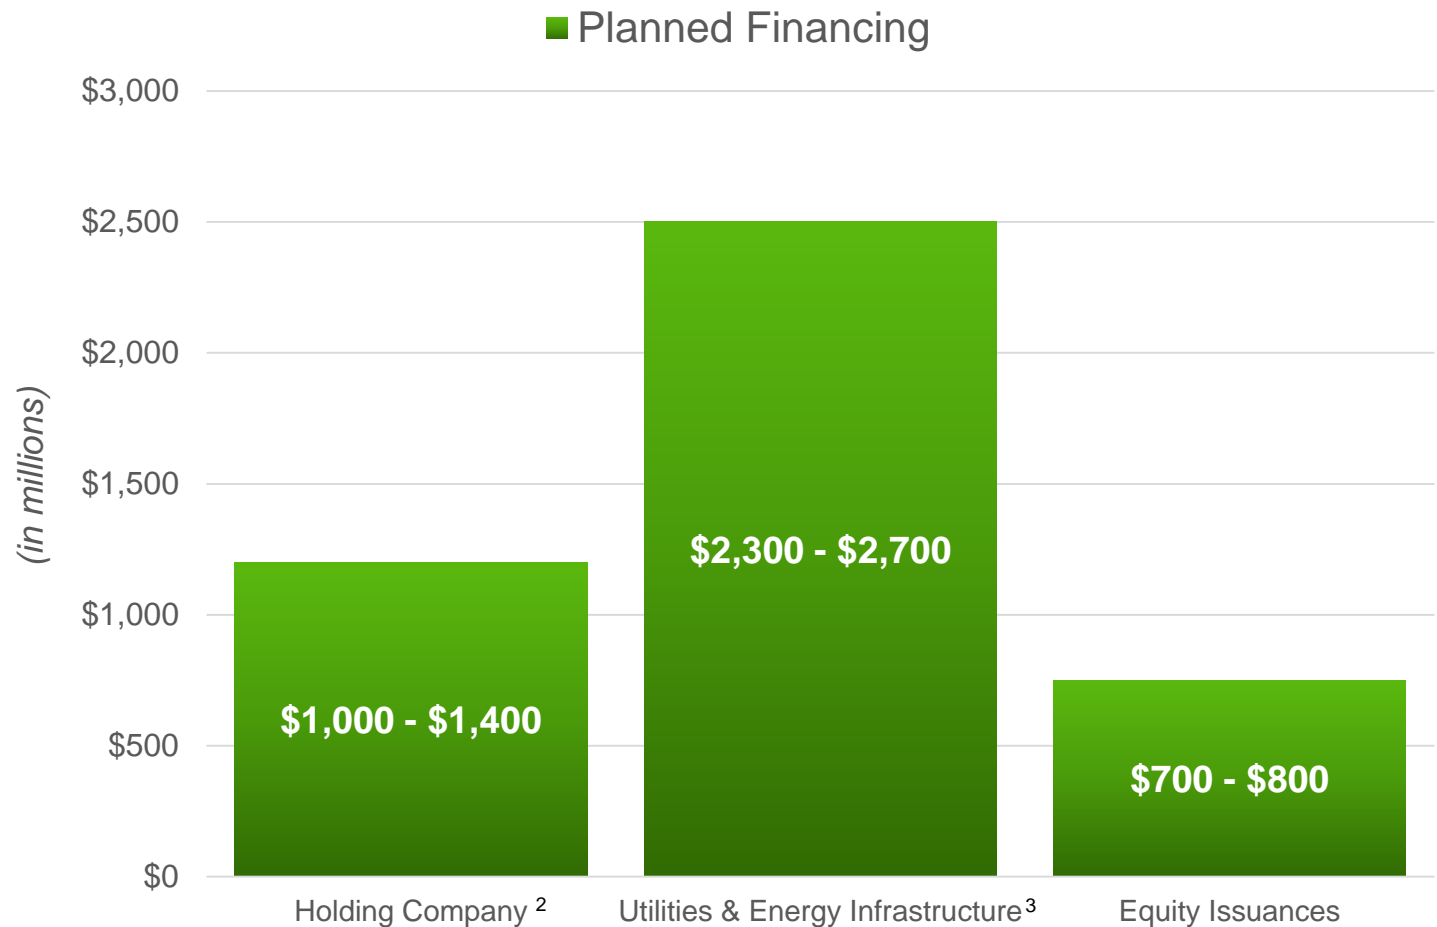 Planned Financing
$3,000
$2,500
$2,000
$1,500
$1,000
$500
$0
(in millions)
$1,000 - $1,400
$2,300 - $2,700
$700 - $800
Holding Company 2
Utilities & Energy Infrastructure 3
Equity Issuances